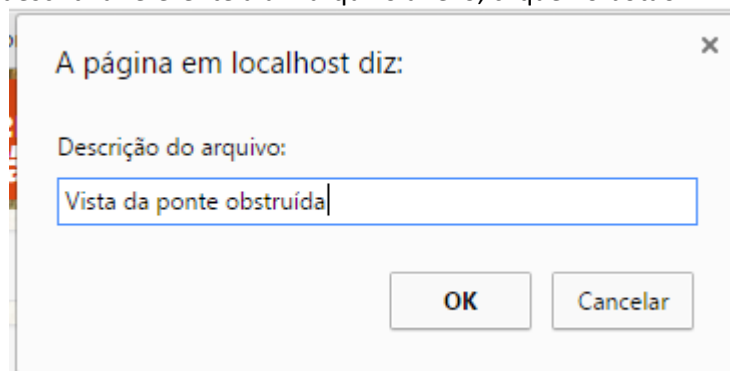 A página em localhost diz:
Descrição do arquivo:
Vista da ponte obstruída
OK Cancelar